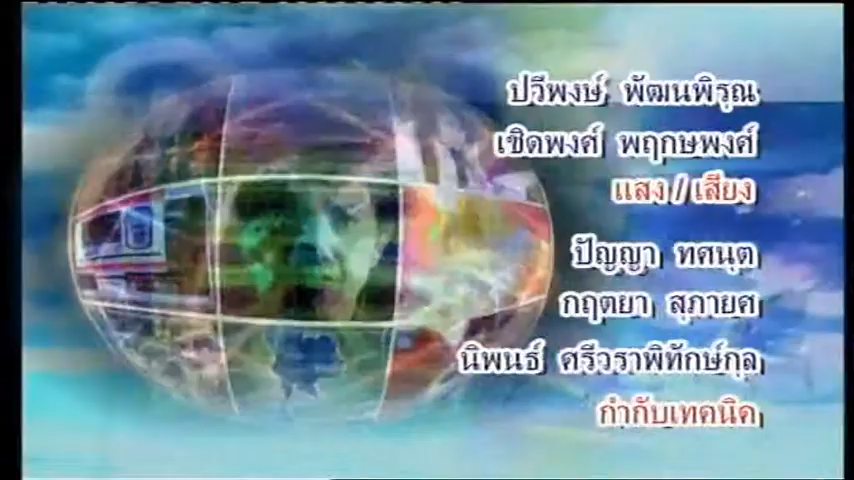 ปวีพงษ์ พัฒนพิรุณ
เชิดพงศ์ พฤกษพงศ์
แสง / เสียง
ปัญญา ทศนุต
กฤตยา สุภายศ
นิพนธ์ ศรีวราพิทักษ์กุล
กำกับเทคนิค